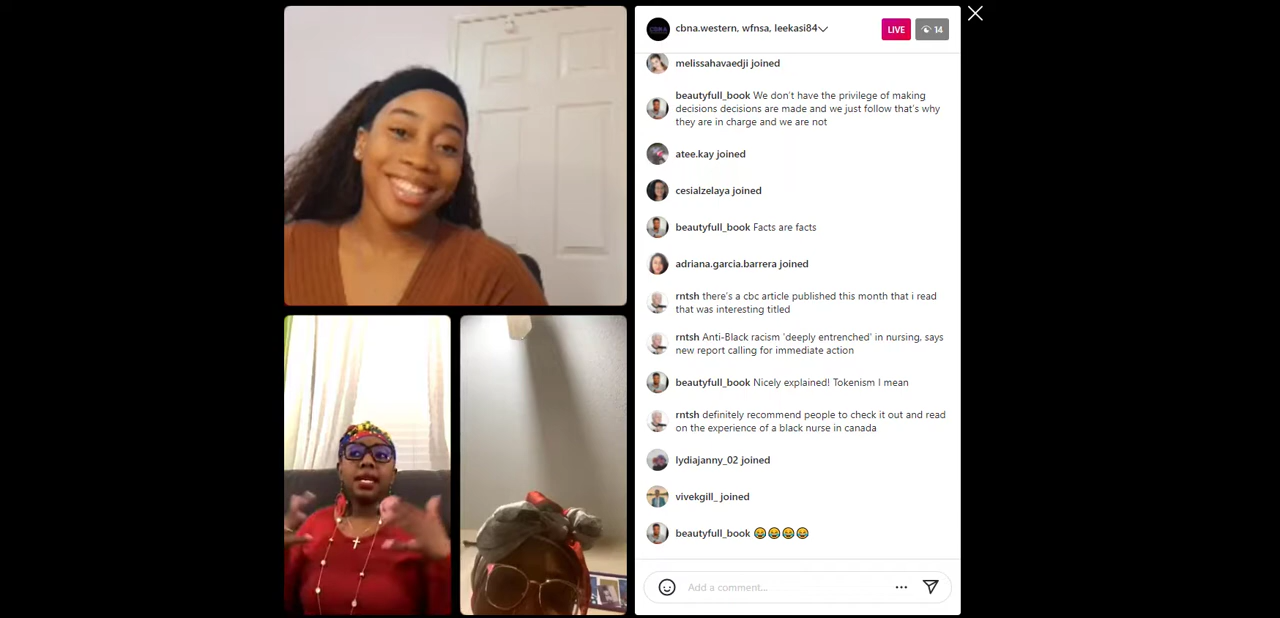 cbna.western, wfnsa, leekasi84
LIVE
14
melissahavaedji joined
beautyfull_book We don't have the privilege of making
decisions decisions are made and we just follow that's why
they are in charge and we are not
atee.kay joined
cesialzelaya joined
beautyfull_book Facts are facts
adriana.garcia.barrera joined
rntsh there's a cbc article published this month that i read
that was interesting titled
rntsh Anti-Black racism 'deeply entrenched' in nursing, says
new report calling for immediate action
beautyfull_book Nicely explained! Tokenism I mean
rntsh definitely recommend people to check it out and read
on the experience of a black nurse in canada
lydiajanny_02 joined
vivekgill_ joined
beautyfull_book 😂😂😂😂
Add a comment...